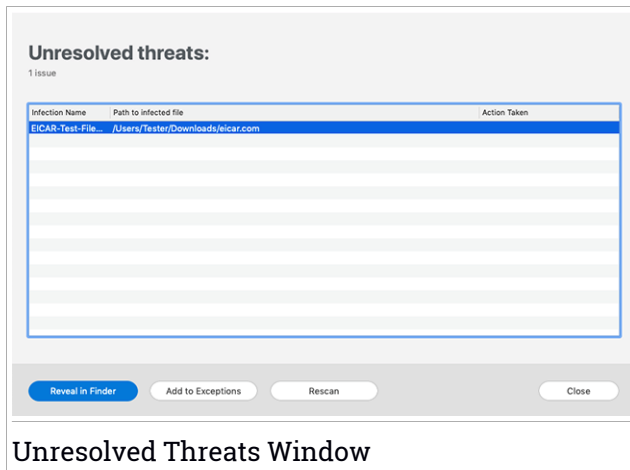 Unresolved threats:
1 issue
Infection Name Path to infected file Action Taken
EICAR-Test-File... /Users/Tester/Downloads/eicar.com
Reveal in Finder Add to Exceptions Rescan Close
Unresolved Threats Window